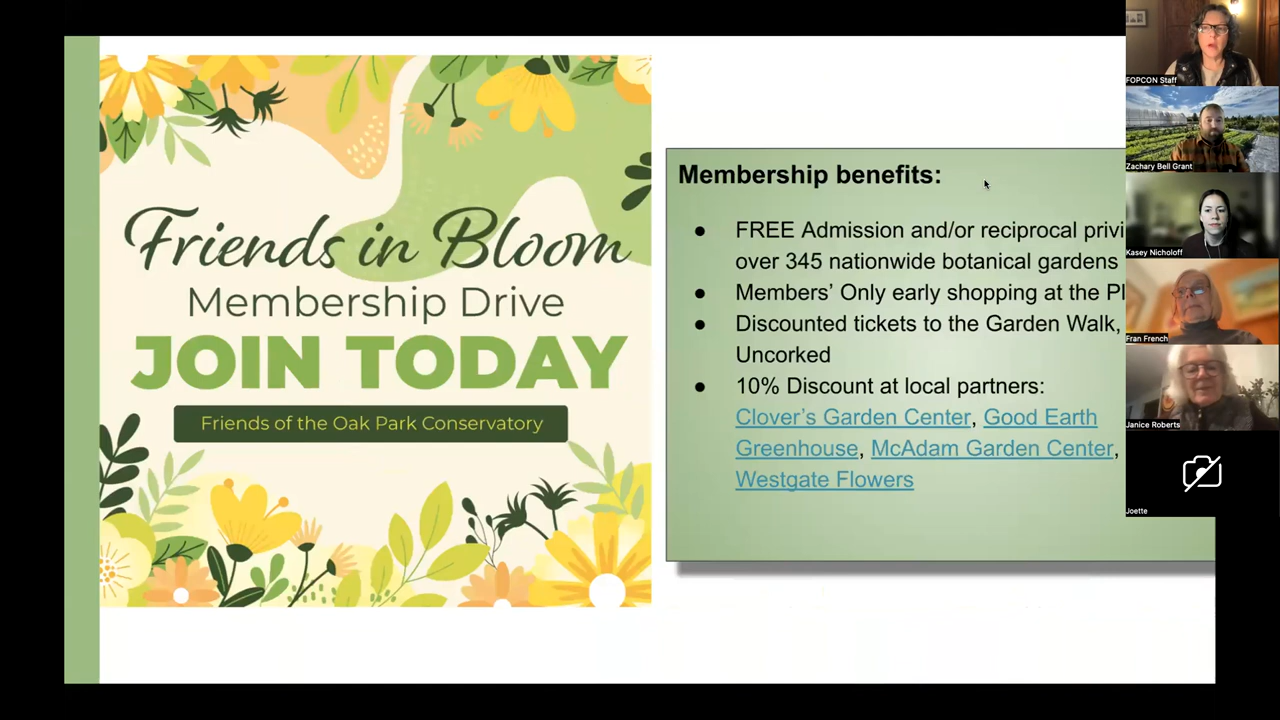 Friends in Bloom
Membership Drive
JOIN TODAY
Friends of the Oak Park Conservatory
Membership benefits:
● FREE Admission and/or reciprocal
over 345 nationwide botanical gardens
● Members’ Only early shopping at the
● Discounted tickets to the Garden Walk,
Uncorked
● 10% Discount at local partners:
Clover’s Garden Center, Good Earth
Greenhouse, McAdam Garden Center,
Westgate Flowers
FOPCON Staff
Zachary Bell Grant
Kasey Nicholoff
Fran French
Janice Roberts
Joette